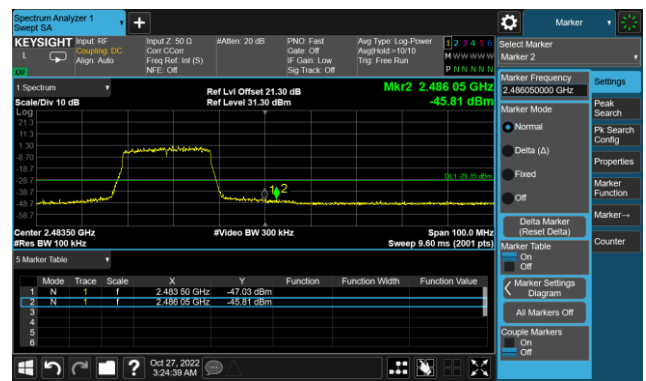 Spectrum Analyzer 1
Swept SA
+
Marker
KEYSIGHT
L
LW
Input: RF
Coupling: DC
Align: Auto
Input Z: 50 Ω
Corr CCorr
Freq Ref: Int (S)
NFE: Off
#Atten: 20 dB
PNO: Fast
Gate: Off
IF Gain: Low
Sig Track: Off
Avg Type: Log-Power
Avg|Hold:>10/10
Trig: Free Run
1 2 3 4 5 6
M W W W W W
P N N N N N
Select Marker
Marker 2
Marker Frequency
2.486050000 GHz
Settings
1 Spectrum
Scale/Div 10 dB
Ref Lvl Offset 21.30 dB
Ref Level 31.30 dBm
Mkr2 2.486 05 GHz
-45.81 dBm
Log
21.3
11.3
1.30
-8.70
-18.7
-28.7
-38.7
-48.7
-58.7
DL1 -29.35 dBm
1
2
Center 2.48350 GHz
#Res BW 100 kHz
#Video BW 300 kHz
Span 100.0 MHz
Sweep 9.60 ms (2001 pts)
Marker Mode
Normal
Delta (Δ)
Fixed
Off
Delta Marker
(Reset Delta)
Marker Table
On
Off
Marker Settings
Diagram
All Markers Off
Couple Markers
On
Off
Peak
Search
Pk Search
Config
Properties
Marker
Function
Marker→
Counter
5 Marker Table
Mode Trace Scale X Y Function Function Width Function Value
1 N 1 f 2.483 50 GHz -47.03 dBm
2 N 1 f 2.486 05 GHz -45.81 dBm
3
4
5
6
?
Oct 27, 2022
3:24:39 AM